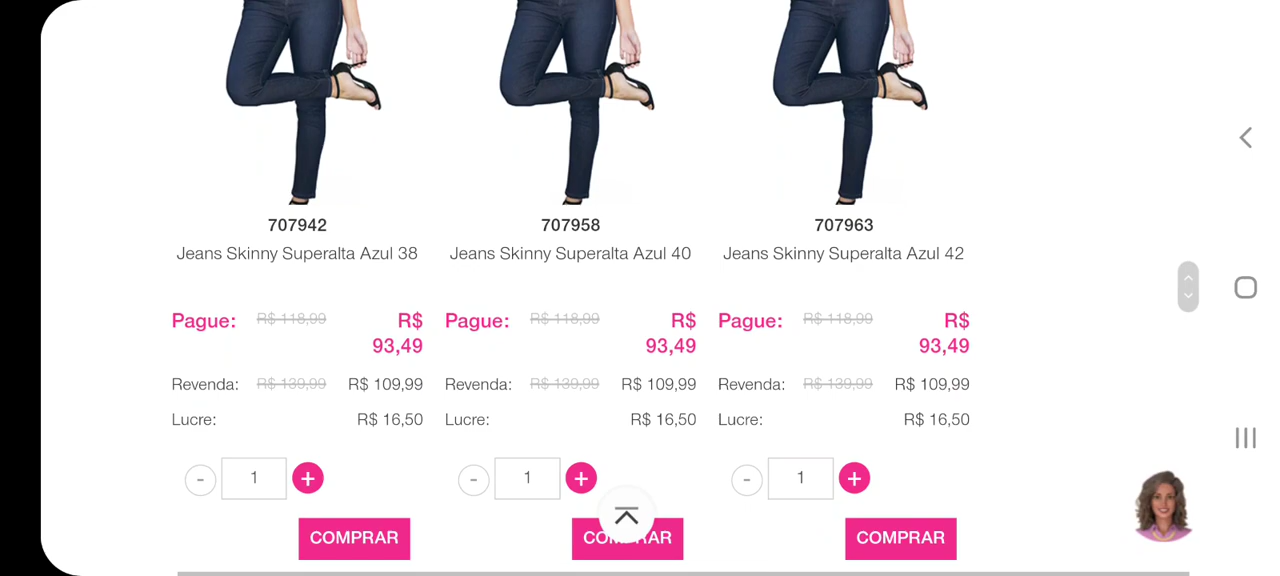 707942
Jeans Skinny Superalta Azul 38
Pague: R$ 118,99 R$ 93,49
Revenda: R$ 139,99 R$ 109,99
Lucre: R$ 16,50
- 1 +
COMPRAR
707958
Jeans Skinny Superalta Azul 40
Pague: R$ 118,99 R$ 93,49
Revenda: R$ 139,99 R$ 109,99
Lucre: R$ 16,50
- 1 +
COMPRAR
707963
Jeans Skinny Superalta Azul 42
Pague: R$ 118,99 R$ 93,49
Revenda: R$ 139,99 R$ 109,99
Lucre: R$ 16,50
- 1 +
COMPRAR